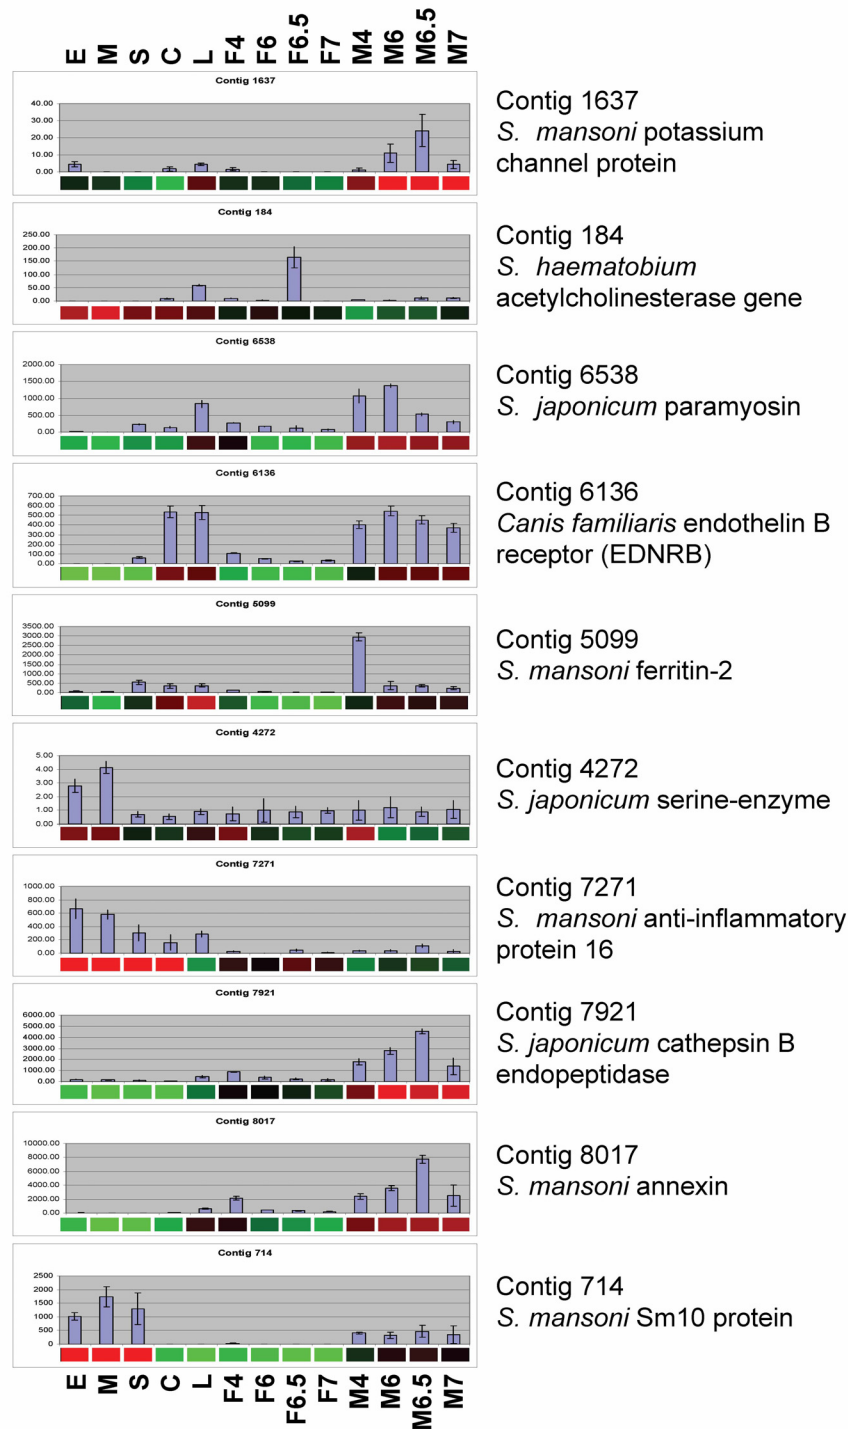 E M S C L F4 F6 F6.5 F7 M4 M6 M6.5 M7
Contig 1637
40.00
30.00
20.00
10.00
0.00
Contig 1637
S. mansoni potassium
channel protein
Contig 184
250.00
200.00
150.00
100.00
50.00
0.00
Contig 184
S. haematobium
acetylcholinesterase gene
Contig 6538
2000.00
1500.00
1000.00
500.00
0.00
Contig 6538
S. japonicum paramyosin
Contig 6136
700.00
600.00
500.00
400.00
300.00
200.00
100.00
0.00
Contig 6136
Canis familiaris endothelin B
receptor (EDNRB)
Contig 5099
3500.00
3000.00
2500.00
2000.00
1500.00
1000.00
500.00
0.00
Contig 5099
S. mansoni ferritin-2
Contig 4272
5.00
4.00
3.00
2.00
1.00
0.00
Contig 4272
S. japonicum serine-enzyme
Contig 7271
1000.00
800.00
600.00
400.00
200.00
0.00
Contig 7271
S. mansoni anti-inflammatory
protein 16
Contig 7921
6000.00
5000.00
4000.00
3000.00
2000.00
1000.00
0.00
Contig 7921
S. japonicum cathepsin B
endopeptidase
Contig 8017
10000.00
8000.00
6000.00
4000.00
2000.00
0.00
Contig 8017
S. mansoni annexin
Contig 714
2500
2000
1500
1000
500
0
Contig 714
S. mansoni Sm10 protein
E M S C L F4 F6 F6.5 F7 M4 M6 M6.5 M7